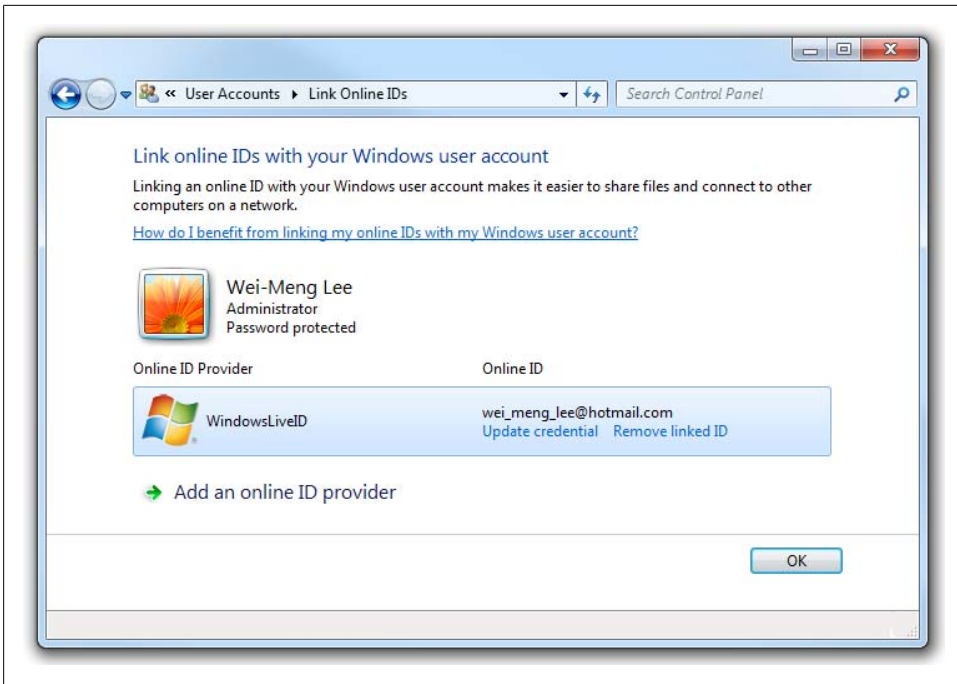 « User Accounts ▸ Link Online IDs
Search Control Panel
Link online IDs with your Windows user account
Linking an online ID with your Windows user account makes it easier to share files and connect to other
computers on a network.
How do I benefit from linking my online IDs with my Windows user account?
Wei-Meng Lee
Administrator
Password protected
Online ID Provider Online ID
WindowsLiveID
wei_meng_lee@hotmail.com
Update credential Remove linked ID
Add an online ID provider
OK